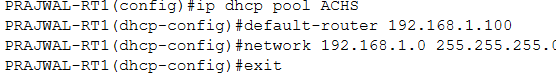 PRAJWAL-RT1(config)#ip dhcp pool ACHS
PRAJWAL-RT1(dhcp-config)#default-router 192.168.1.100
PRAJWAL-RT1(dhcp-config)#network 192.168.1.0 255.255.255.0
PRAJWAL-RT1(dhcp-config)#exit